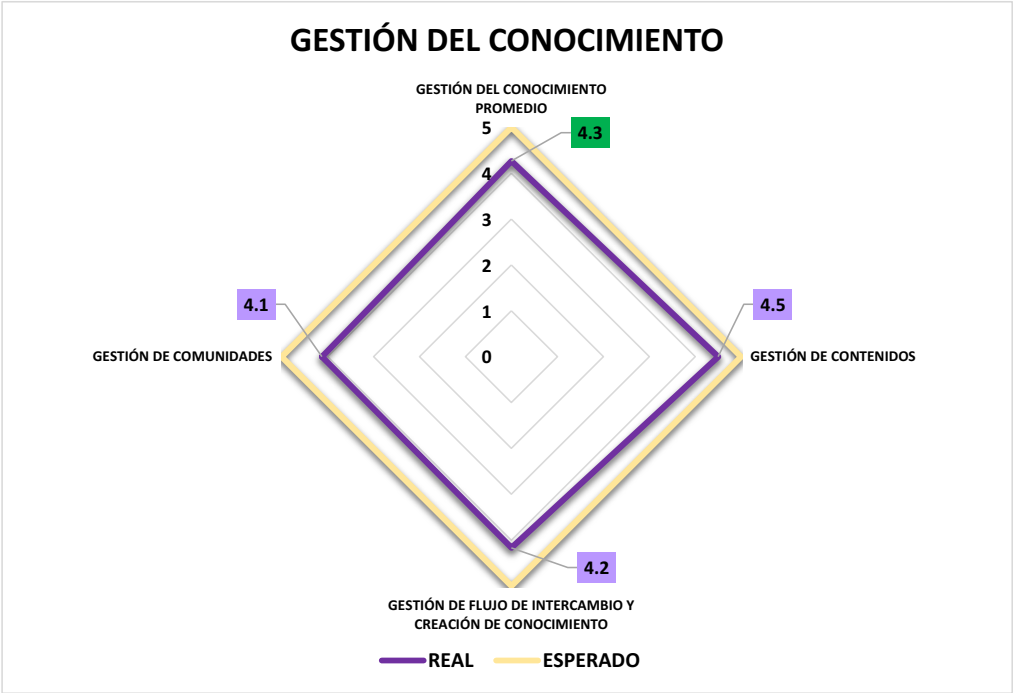 GESTIÓN DEL CONOCIMIENTO
GESTIÓN DEL CONOCIMIENTO
PROMEDIO
5
4.3
4
3
2
4.1
4.5
1
GESTIÓN DE COMUNIDADES
0
GESTIÓN DE CONTENIDOS
4.2
GESTIÓN DE FLUJO DE INTERCAMBIO Y
CREACIÓN DE CONOCIMIENTO
REAL
ESPERADO